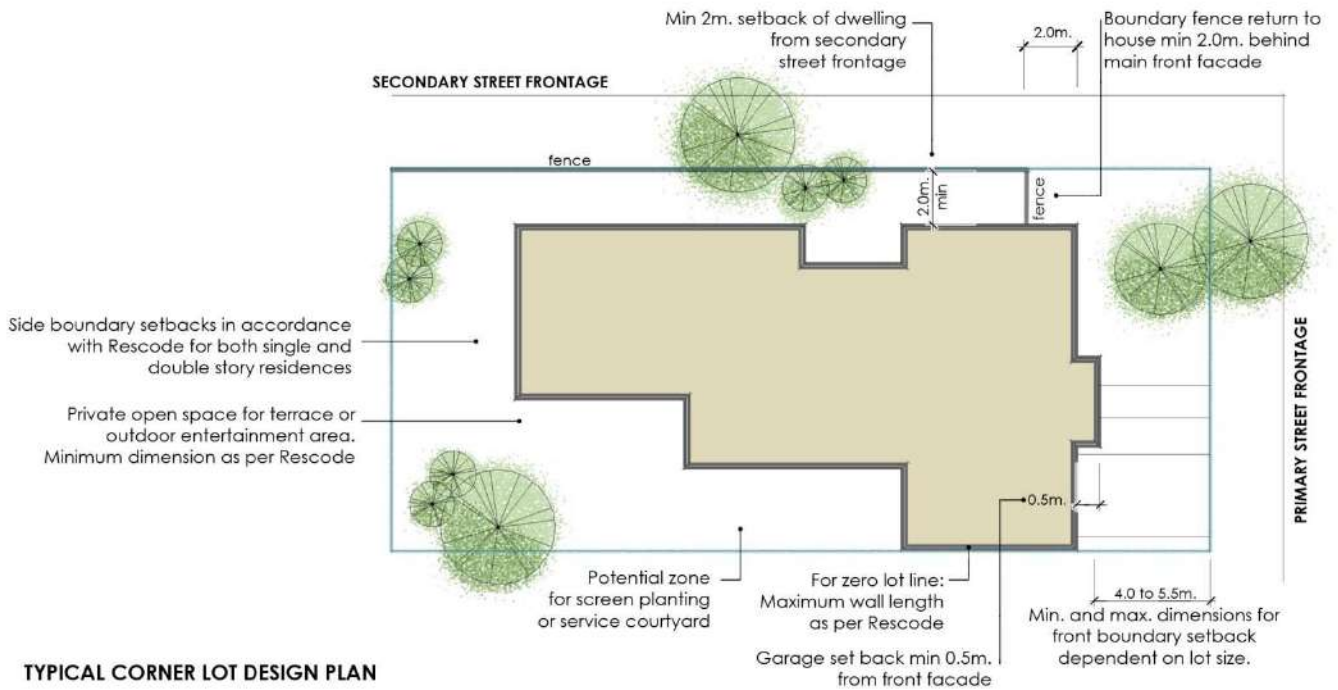 Min 2m. setback of dwelling
from secondary
street frontage
2.0m.
Boundary fence return to
house min 2.0m. behind
main front facade
SECONDARY STREET FRONTAGE
fence
2.0m.
min
fence
Side boundary setbacks in accordance
with Rescode for both single and
double story residences
Private open space for terrace or
outdoor entertainment area.
Minimum dimension as per Rescode
PRIMARY STREET FRONTAGE
0.5m.
Potential zone
for screen planting
or service courtyard
For zero lot line:
Maximum wall length
as per Rescode
Garage set back min 0.5m.
from front facade
4.0 to 5.5m.
Min. and max. dimensions for
front boundary setback
dependent on lot size.
TYPICAL CORNER LOT DESIGN PLAN